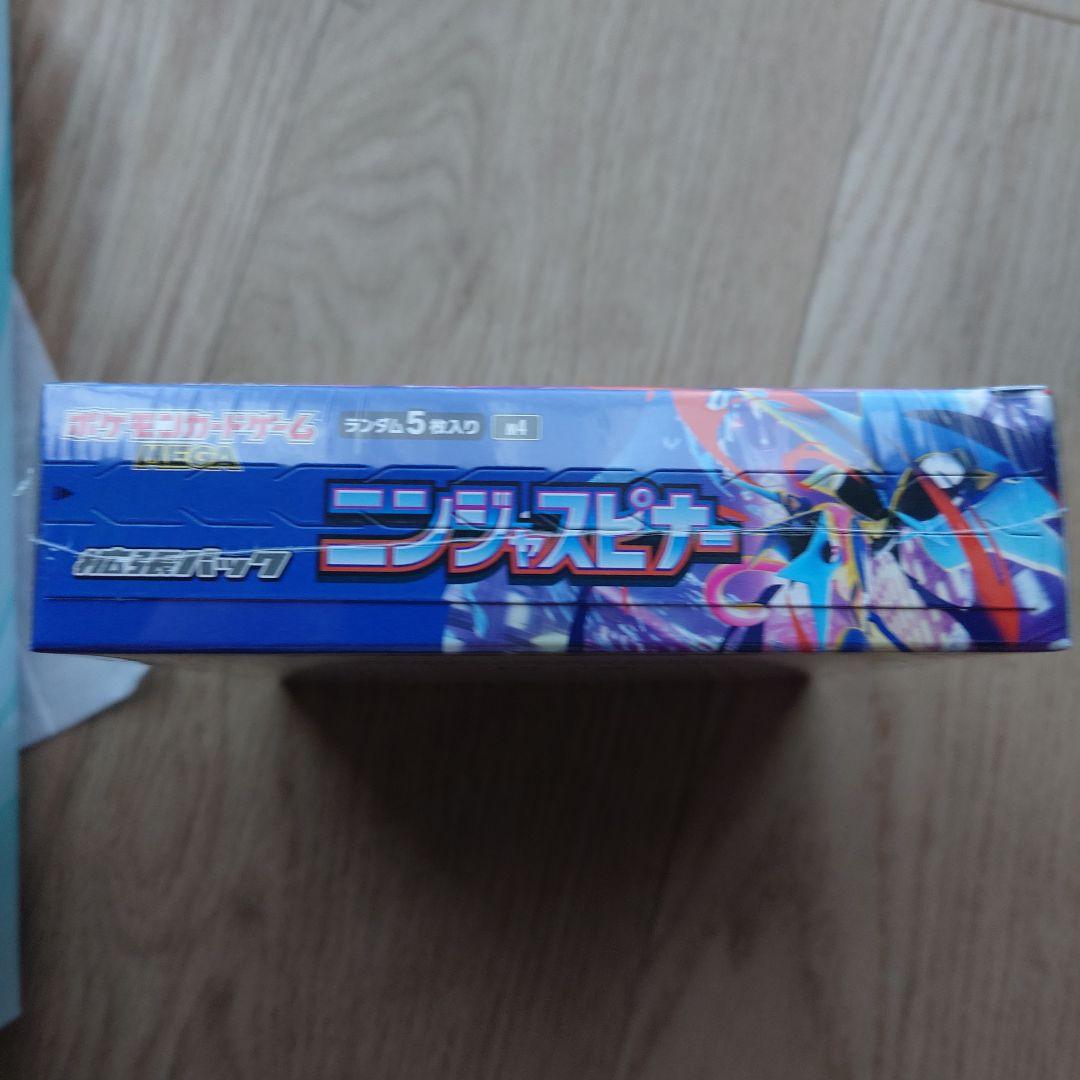 ポケモンカードゲーム
MEGA
ランダム5枚入り
M4
拡張パック
ニンジャスピナー